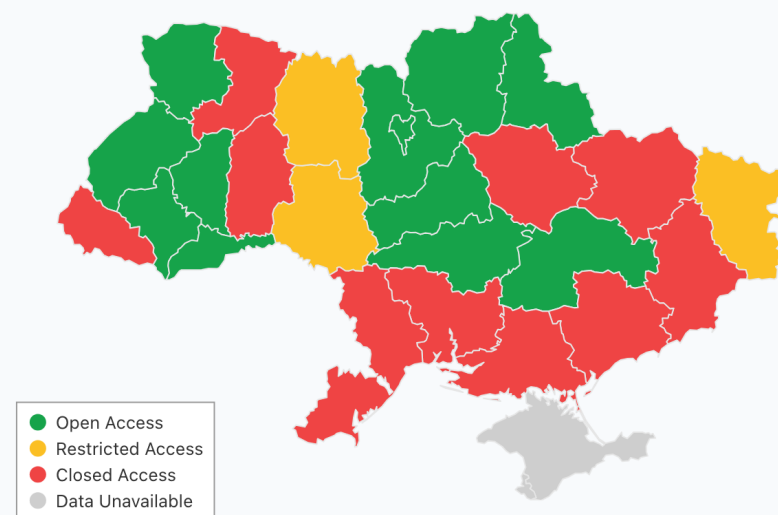 Open Access
Restricted Access
Closed Access
Data Unavailable